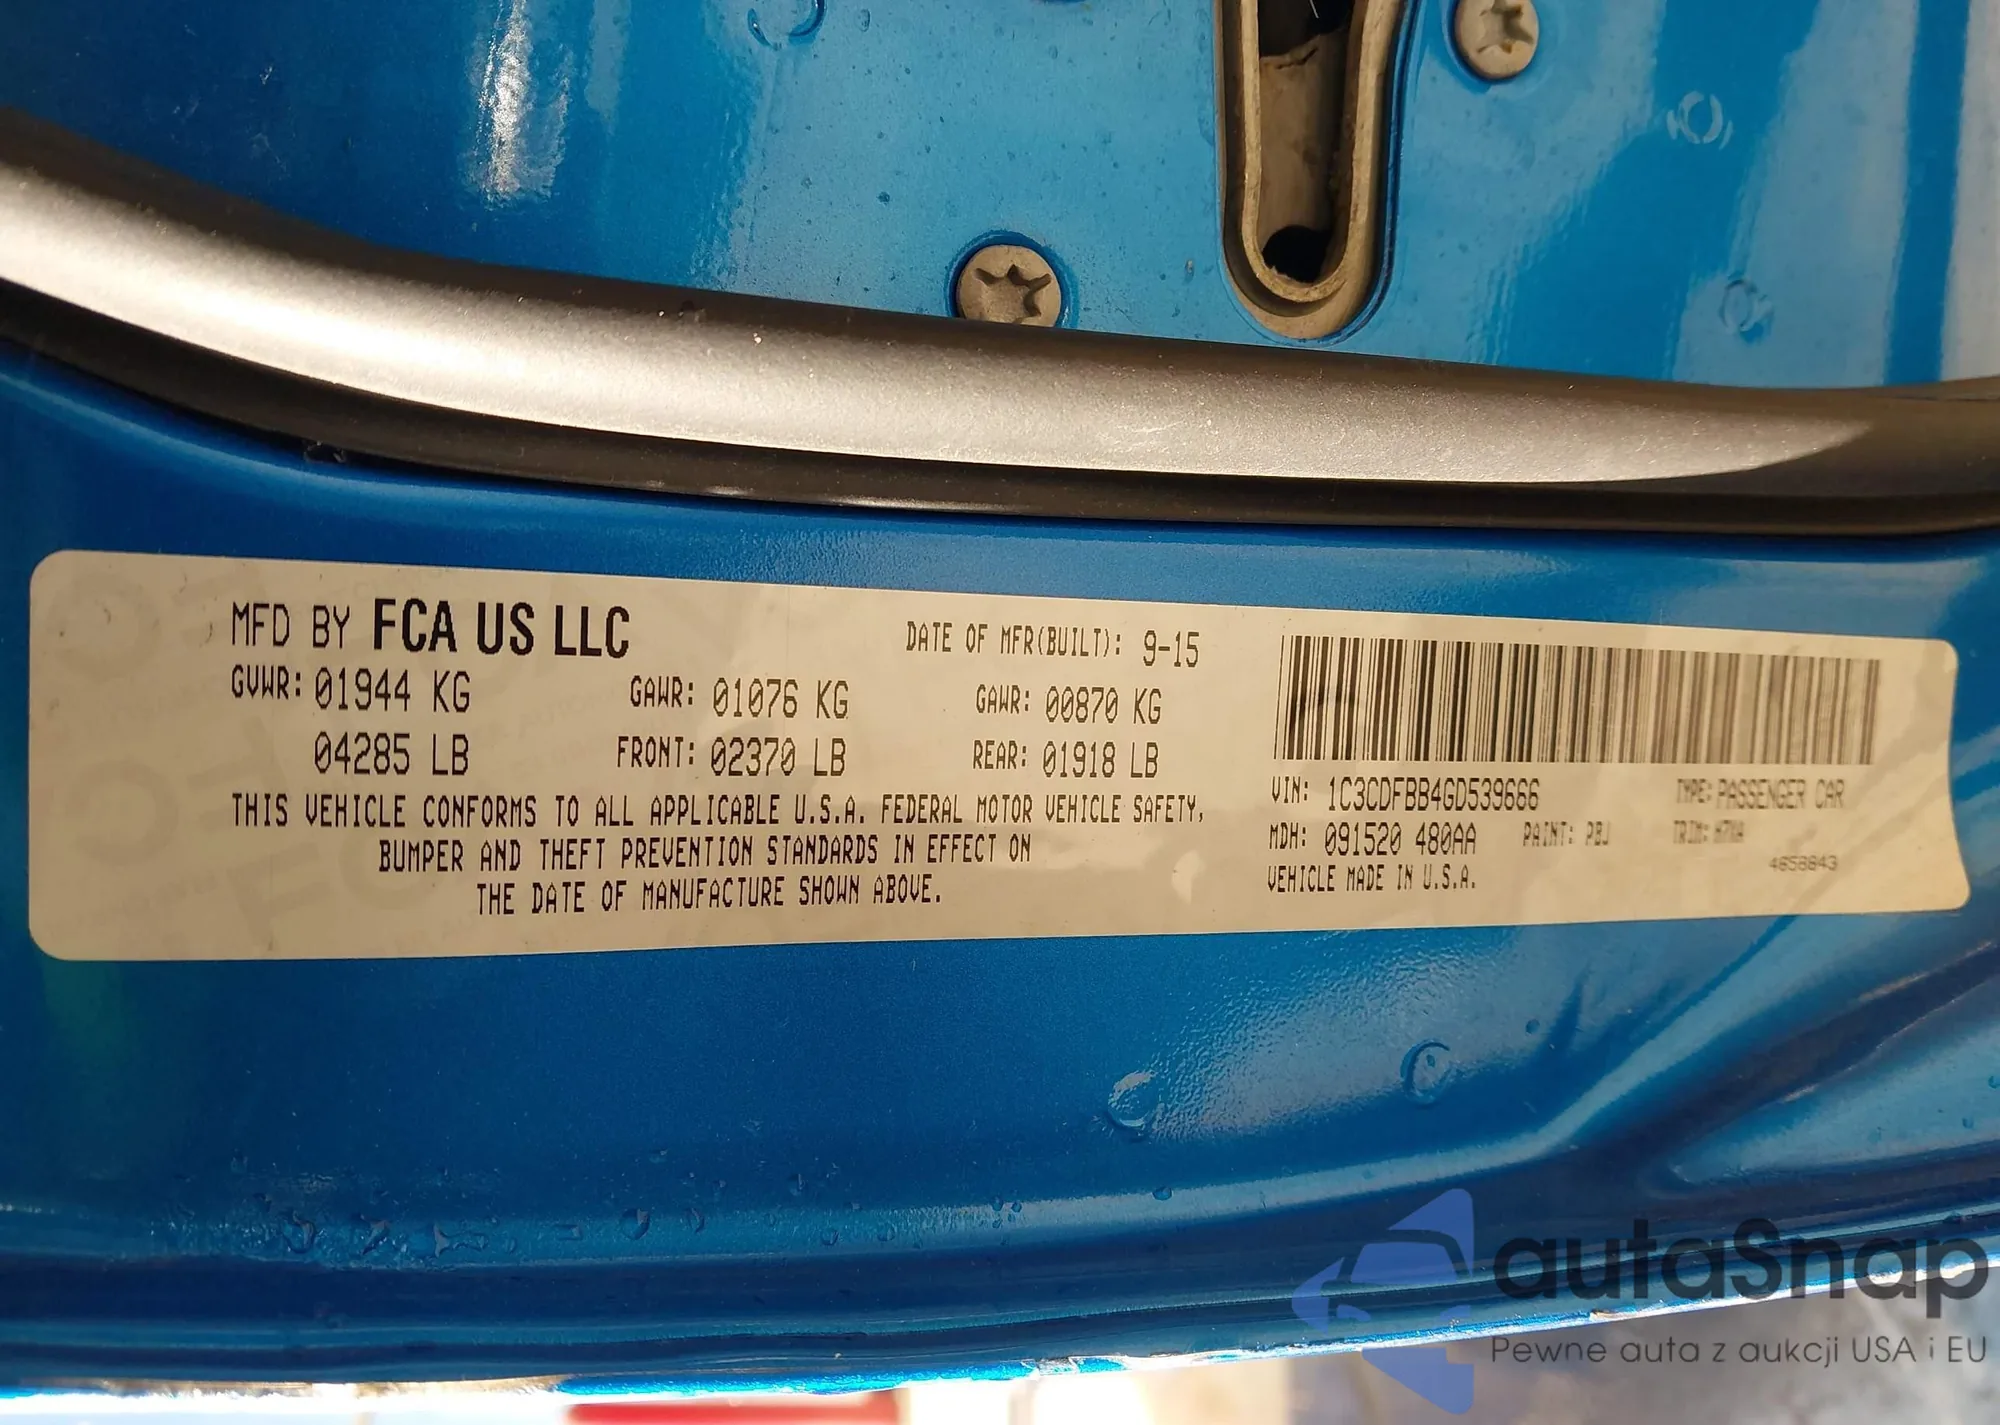 MFD BY FCA US LLC
DATE OF MFR(BUILT): 9-15
GVWR: 01944 KG
GAWR: 01076 KG
GAWR: 00870 KG
04285 LB
FRONT: 02370 LB
REAR: 01918 LB
THIS VEHICLE CONFORMS TO ALL APPLICABLE U.S.A. FEDERAL MOTOR VEHICLE SAFETY,
BUMPER AND THEFT PREVENTION STANDARDS IN EFFECT ON
THE DATE OF MANUFACTURE SHOWN ABOVE.
VIN: 1C3CDFBB4GD539666
TYPE: PASSENGER CAR
MDH: 091520 480AA
PAINT: PBJ
TRIM:
VEHICLE MADE IN U.S.A.
4858843
autaSnap
Pewne auta z aukcji USA i EU